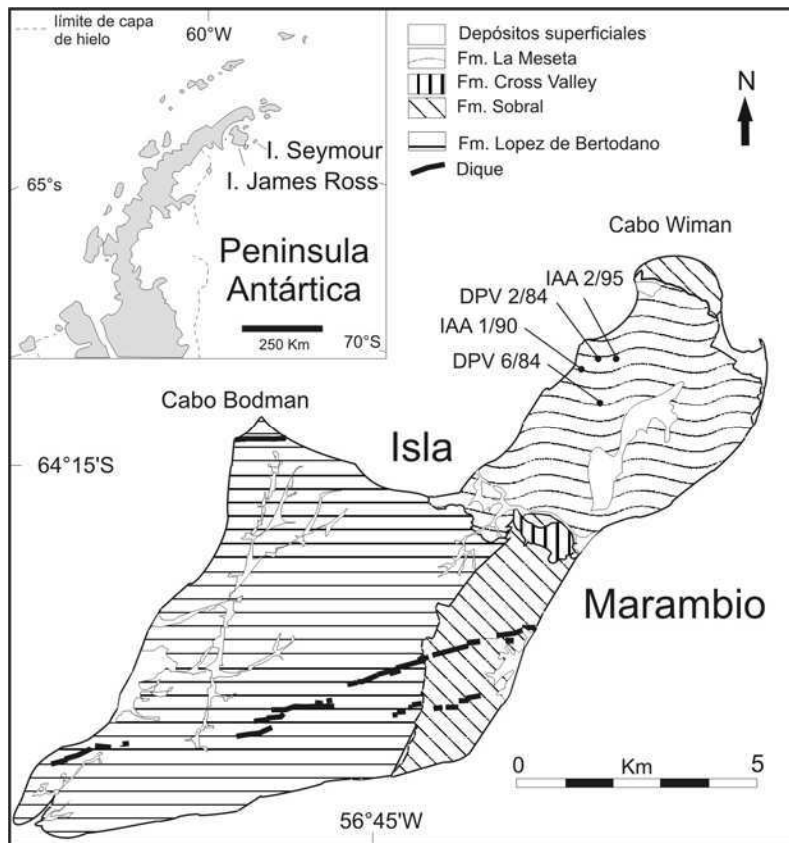 límite de capa
de hielo
60°W
I. Seymour
I. James Ross
65°s
Peninsula
Antártica
250 Km
70°S
Depósitos superficiales
Fm. La Meseta
Fm. Cross Valley
Fm. Sobral
Fm. Lopez de Bertodano
Dique
N
Cabo Wiman
IAA 2/95
DPV 2/84
IAA 1/90
DPV 6/84
Cabo Bodman
Isla
64°15'S
Marambio
0 Km 5
56°45'W